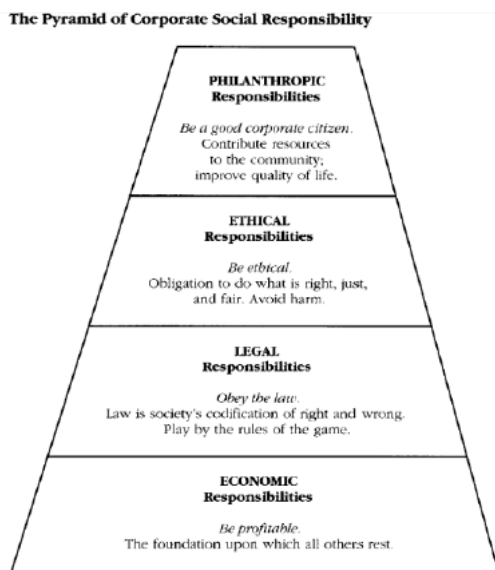 The Pyramid of Corporate Social Responsibility
PHILANTHROPIC
Responsibilities
Be a good corporate citizen.
Contribute resources
to the community;
improve quality of life.
ETHICAL
Responsibilities
Be ethical.
Obligation to do what is right, just,
and fair. Avoid harm.
LEGAL
Responsibilities
Obey the law.
Law is society's codification of right and wrong.
Play by the rules of the game.
ECONOMIC
Responsibilities
Be profitable.
The foundation upon which all others rest.